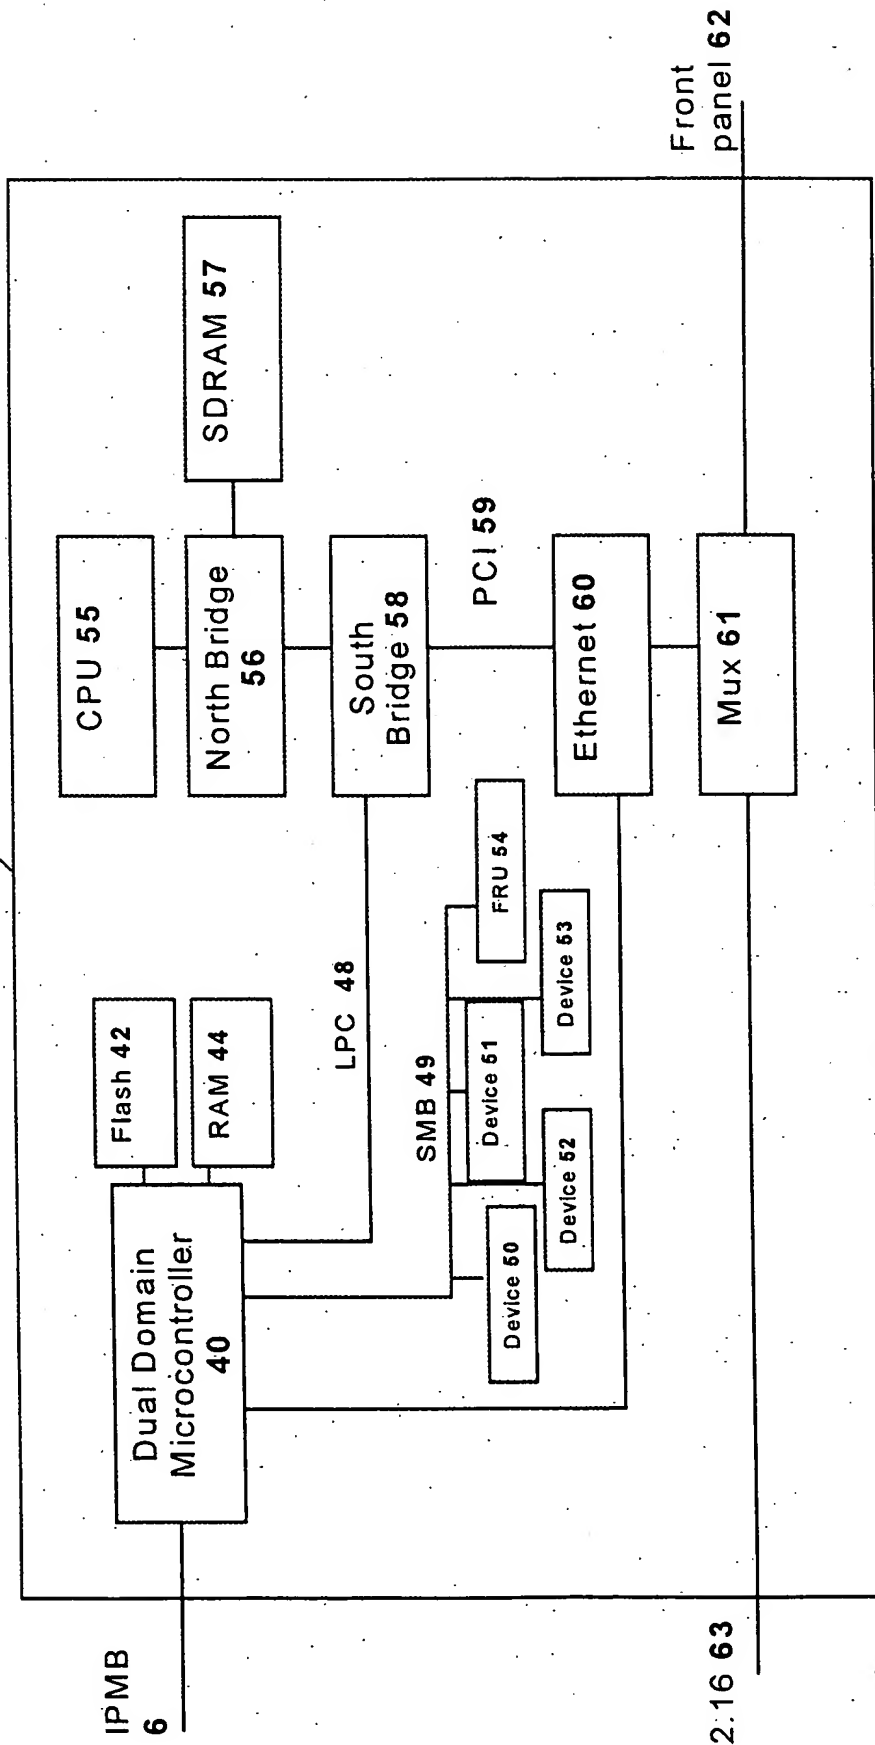 IPMB
6
Dual Domain
Microcontroller
40
Flash 42
RAM 44
LPC 48
SMB 49
Device 50
Device 52
Device 51
Device 53
FRU 54
CPU 55
North Bridge
56
SDRAM 57
South
Bridge 58
PCI 59
Ethernet 60
Mux 61
Front
panel 62
2.16 63